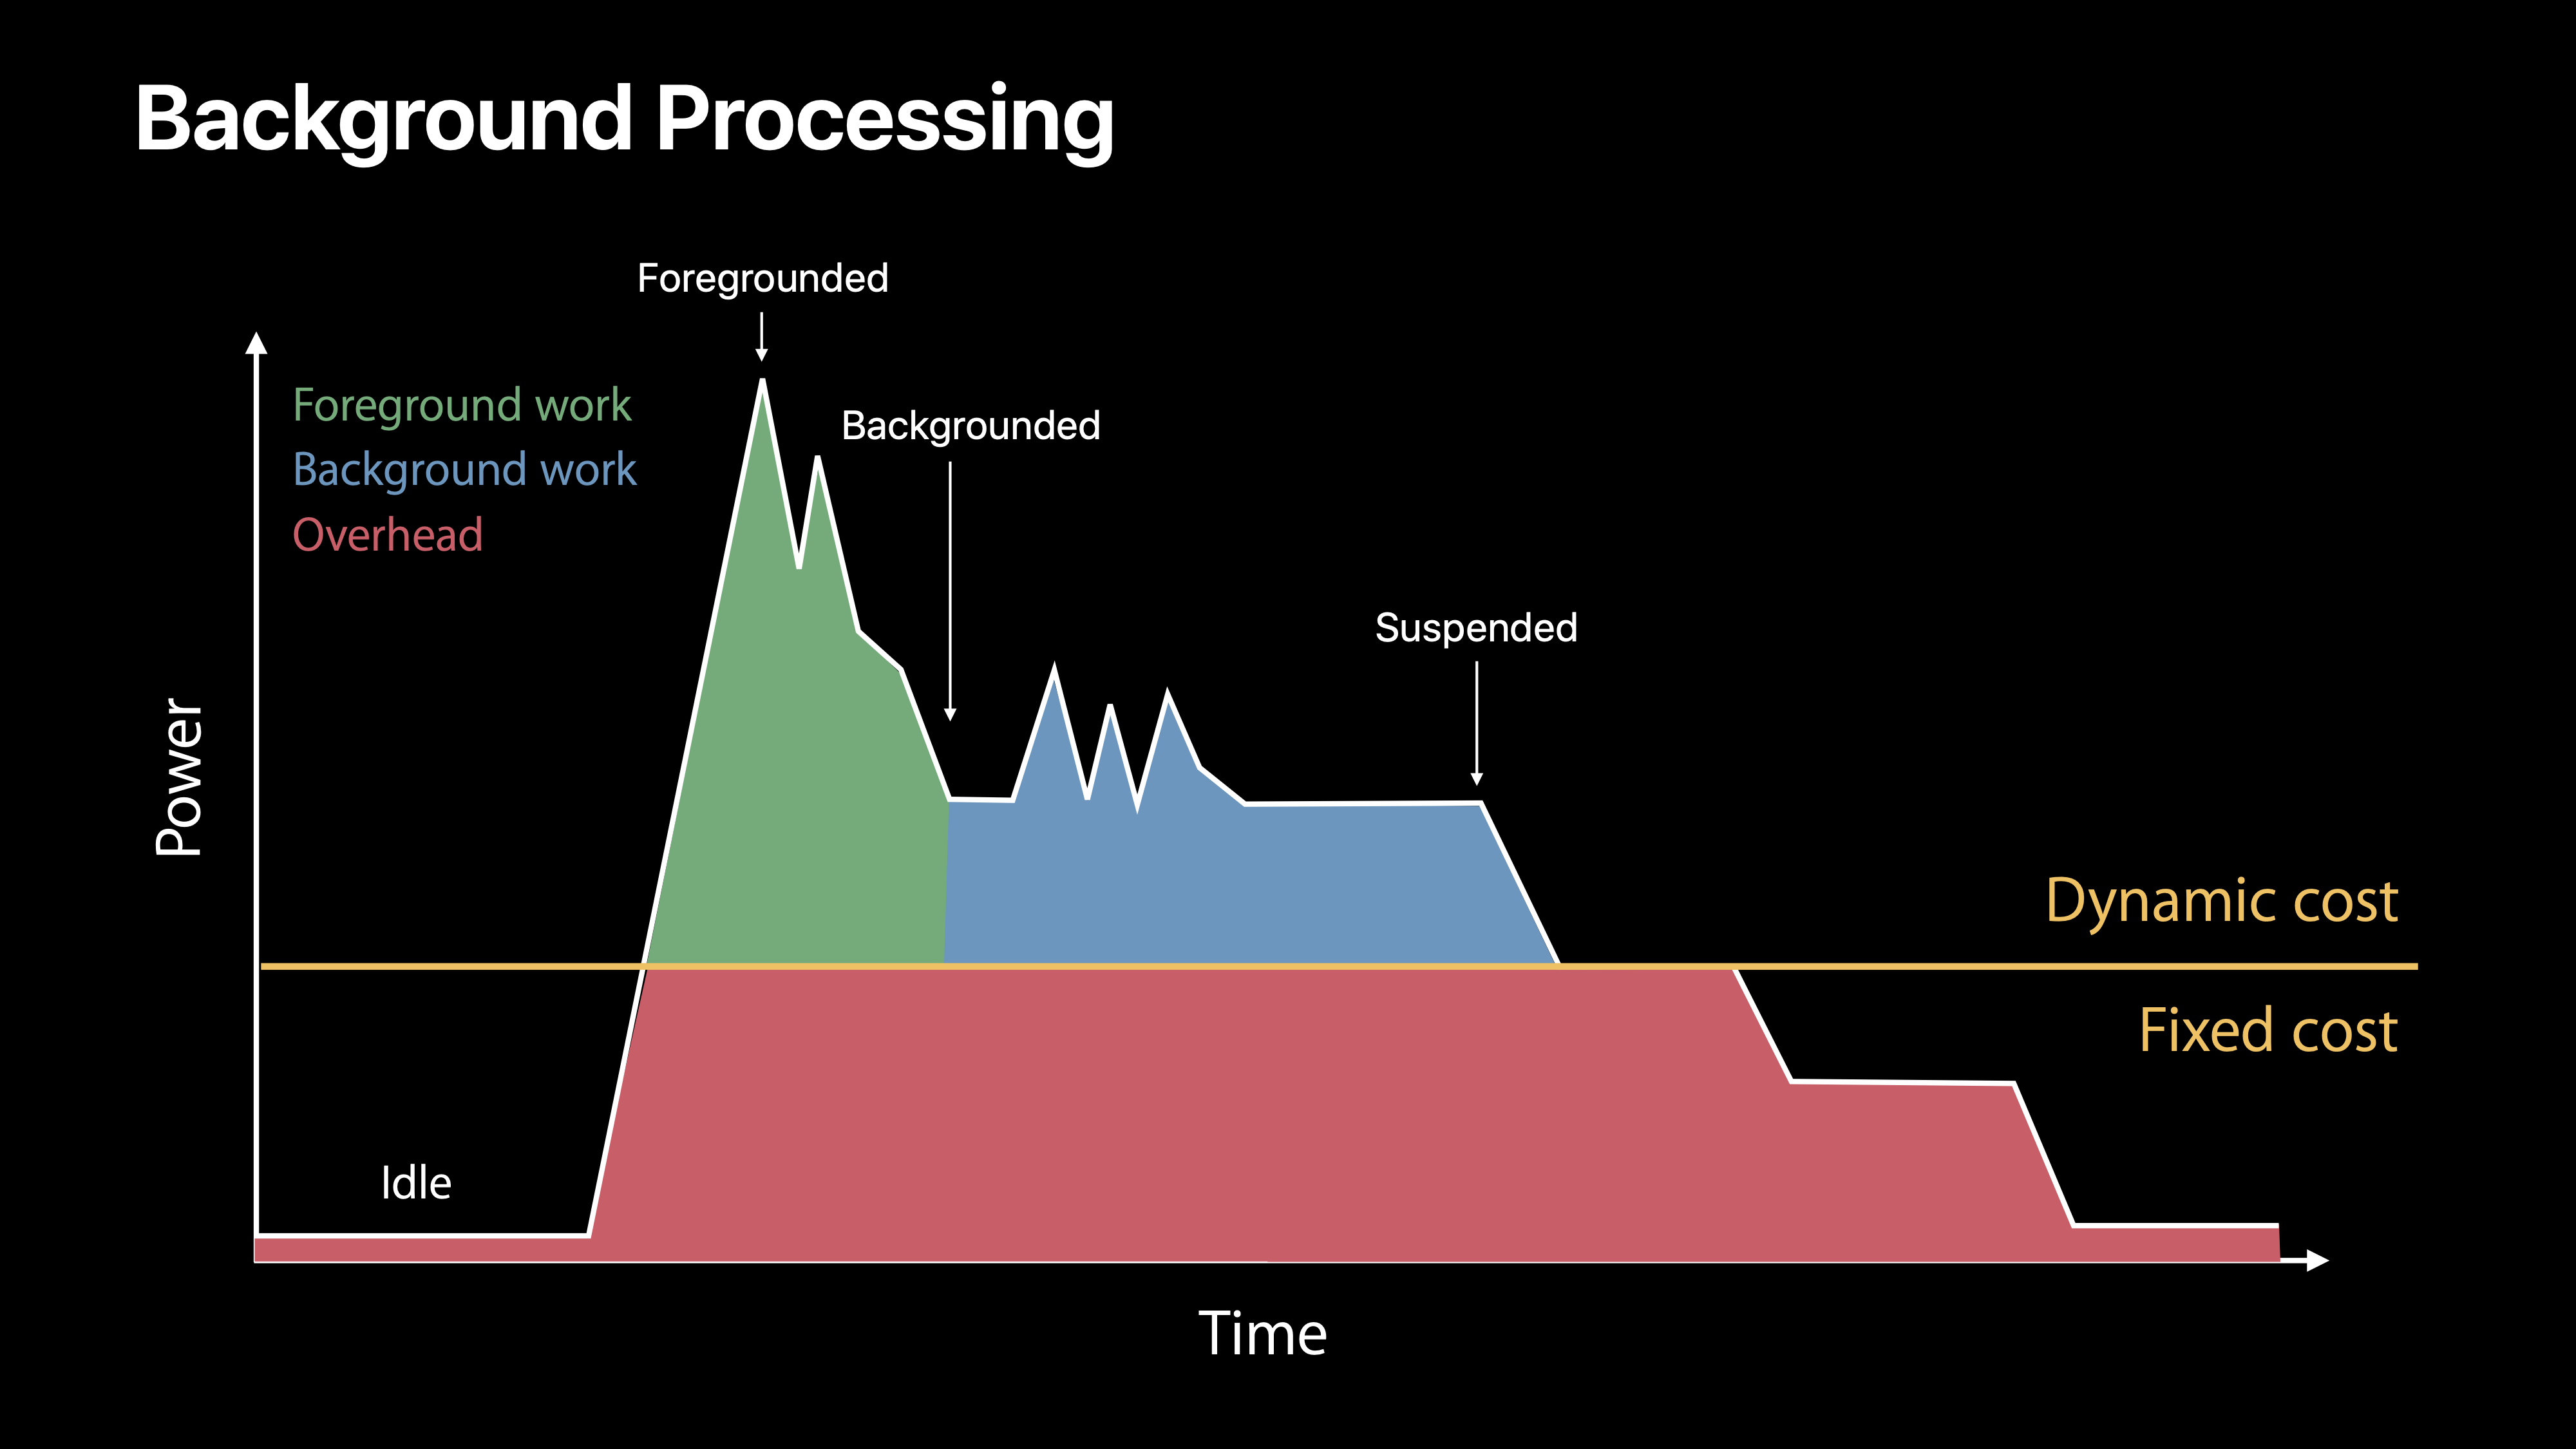 Background Processing
Foregrounded
Foreground work
Backgrounded
Background work
Overhead
Suspended
Power
Dynamic cost
Fixed cost
Idle
Time